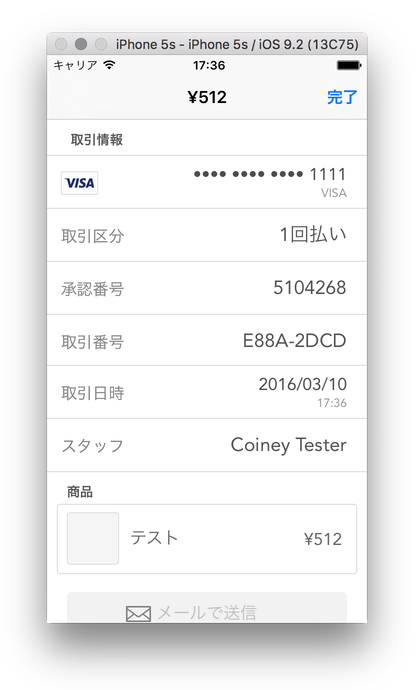 iPhone 5s - iPhone 5s / iOS 9.2 (13C75)
キャリア 17:36
¥512 完了
取引情報
VISA •••• •••• •••• 1111
VISA
取引区分 1回払い
承認番号 5104268
取引番号 E88A-2DCD
取引日時 2016/03/10
17:36
スタッフ Coiney Tester
商品
テスト ¥512
メールで送信